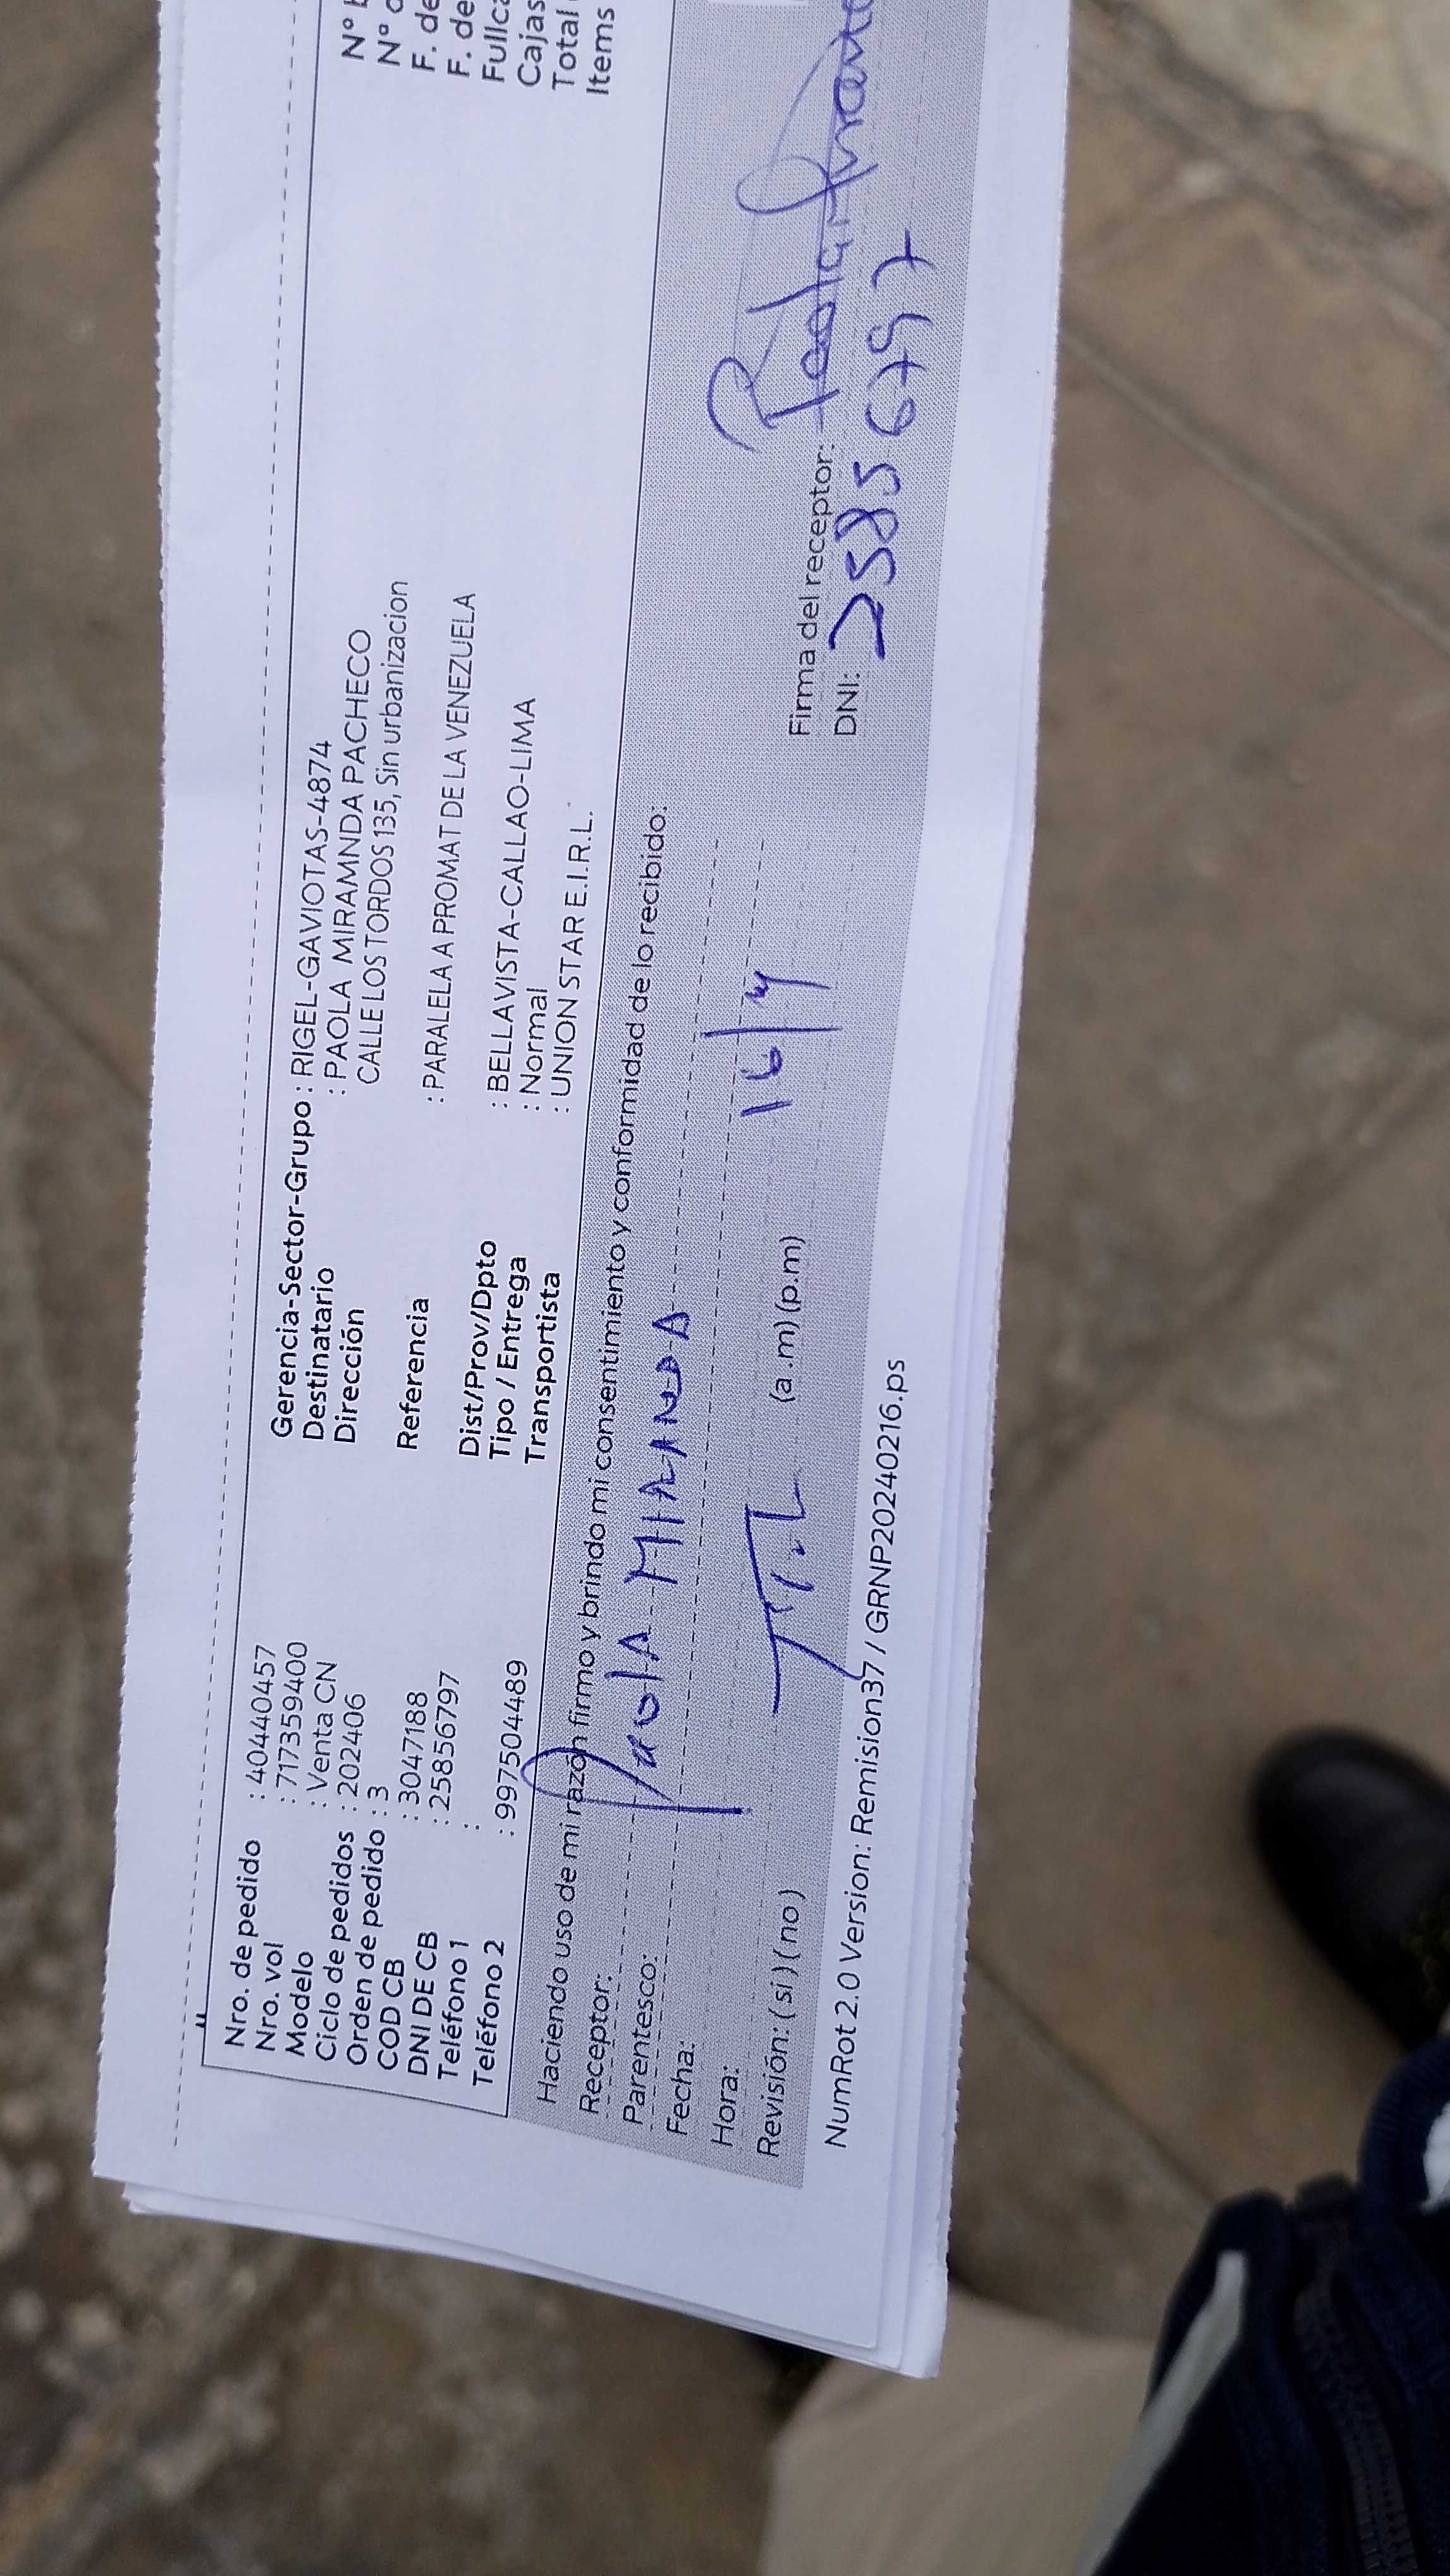 Nro. de pedido : 40440457
Nro. vol : 717359400
Modelo : Venta CN
Ciclo de pedidos : 202406
Orden de pedido : 3
COD CB : 3047188
DNI DE CB : 25856797
Teléfono 1 :
Teléfono 2 : 997504489
Gerencia-Sector-Grupo : RIGEL-GAVIOTAS-4874
Destinatario : PAOLA MIRAMNDA PACHECO
Dirección CALLE LOS TORDOS 135, Sin urbanizacion
Referencia : PARALELA A PROMAT DE LA VENEZUELA
Dist/Prov/Dpto : BELLAVISTA-CALLAO-LIMA
Tipo / Entrega : Normal
Transportista : UNION STAR E.I.R.L.
Nº
Nº
F. de
F. de
Fullc
Cajas
Total
Items
Haciendo uso de mi razón firmo y brindo mi consentimiento y conformidad de lo recibido:
Receptor: Paola MIRANDA
Parentesco:
Fecha:
Hora: (a .m) (p.m) 16/4
Revisión: ( si ) ( no )
Firma del receptor:
DNI: 25856797
NumRot 2.0 Version: Remision37 / GRNP20240216.ps